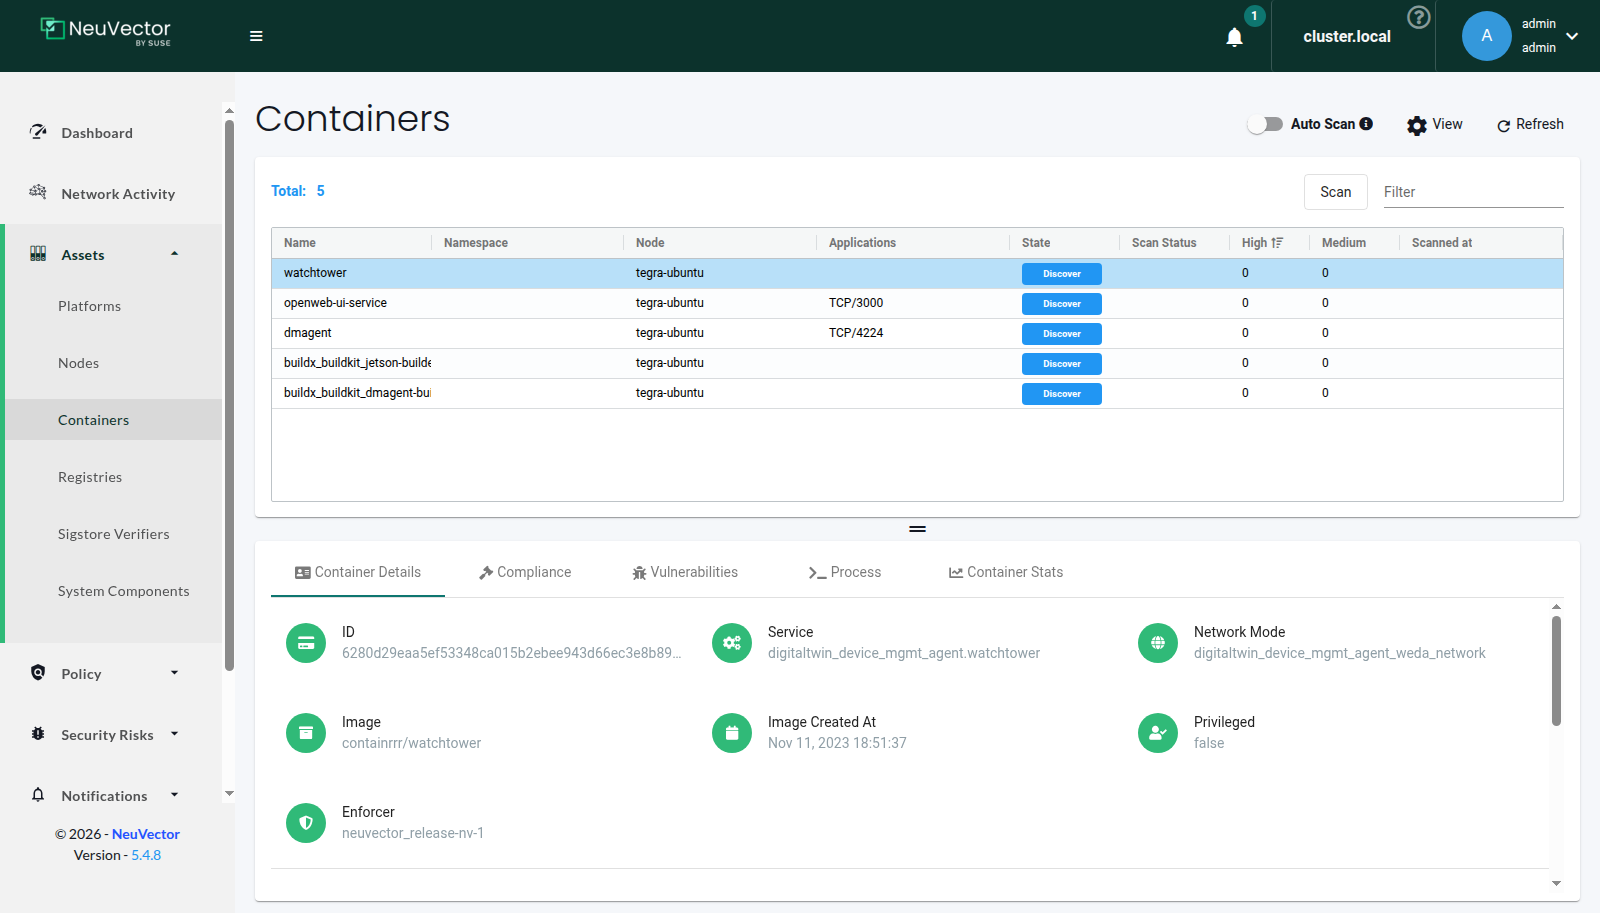 NeuVector
BY SUSE
1
cluster.local
?
A
admin
admin
Dashboard
Network Activity
Assets
Platforms
Nodes
Containers
Registries
Sigstore Verifiers
System Components
Policy
Security Risks
Notifications
© 2026 - NeuVector
Version - 5.4.8
Containers
Auto Scan
View
Refresh
Total: 5
Scan
Filter
Name Namespace Node Applications State Scan Status High Medium Scanned at
watchtower tegra-ubuntu Discover 0 0
openweb-ui-service tegra-ubuntu TCP/3000 Discover 0 0
dmagent tegra-ubuntu TCP/4224 Discover 0 0
buildx_buildkit_jetson-builde tegra-ubuntu Discover 0 0
buildx_buildkit_dmagent-bui tegra-ubuntu Discover 0 0
Container Details Compliance Vulnerabilities Process Container Stats
ID
6280d29eaa5ef53348ca015b2ebee943d66ec3e8b89...
Service
digitaltwin_device_mgmt_agent.watchtower
Network Mode
digitaltwin_device_mgmt_agent_weda_network
Image
containrrr/watchtower
Image Created At
Nov 11, 2023 18:51:37
Privileged
false
Enforcer
neuvector_release-nv-1